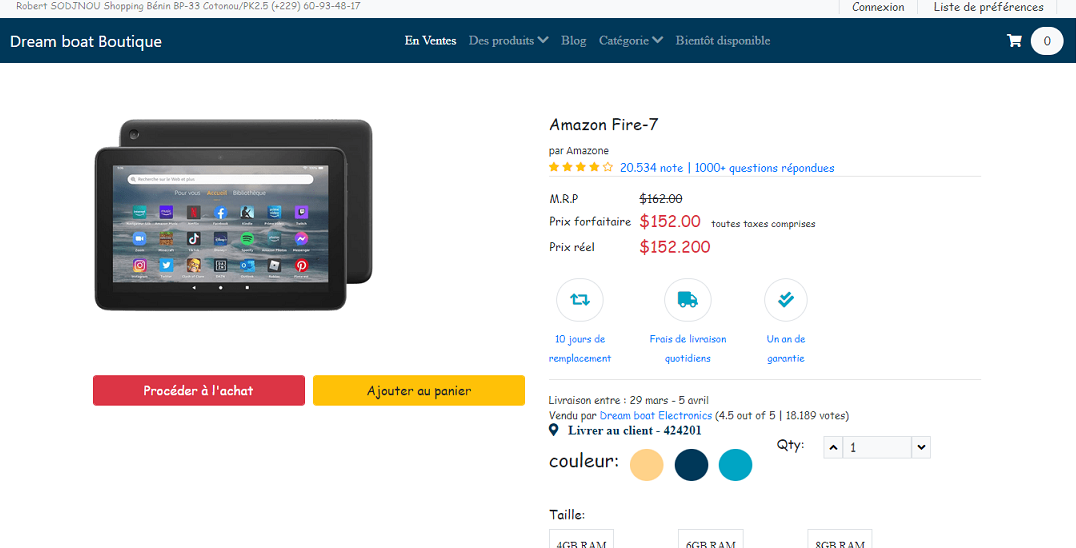 Robert SODJNOU Shopping Bénin BP-33 Cotonou/PK2.5 (+229) 60-93-48-17
Connexion
Liste de préférences
Dream boat Boutique
En Ventes
Des produits
Blog
Catégorie
Bientôt disponible
0
Recherche sur le Web et plus
Pour vous
Accueil
Bibliothèque
Amazon Fire-7
par Amazone
20.534 note | 1000+ questions répondues
M.R.P $162.00
Prix forfaitaire $152.00 toutes taxes comprises
Prix réel $152.200
10 jours de remplacement
Frais de livraison quotidiens
Un an de garantie
Procéder à l'achat
Ajouter au panier
Livraison entre : 29 mars - 5 avril
Vendu par Dream boat Electronics (4.5 out of 5 | 18.189 votes)
Livrer au client - 424201
couleur:
Qty:
1
Taille:
4GB RAM
6GB RAM
8GB RAM